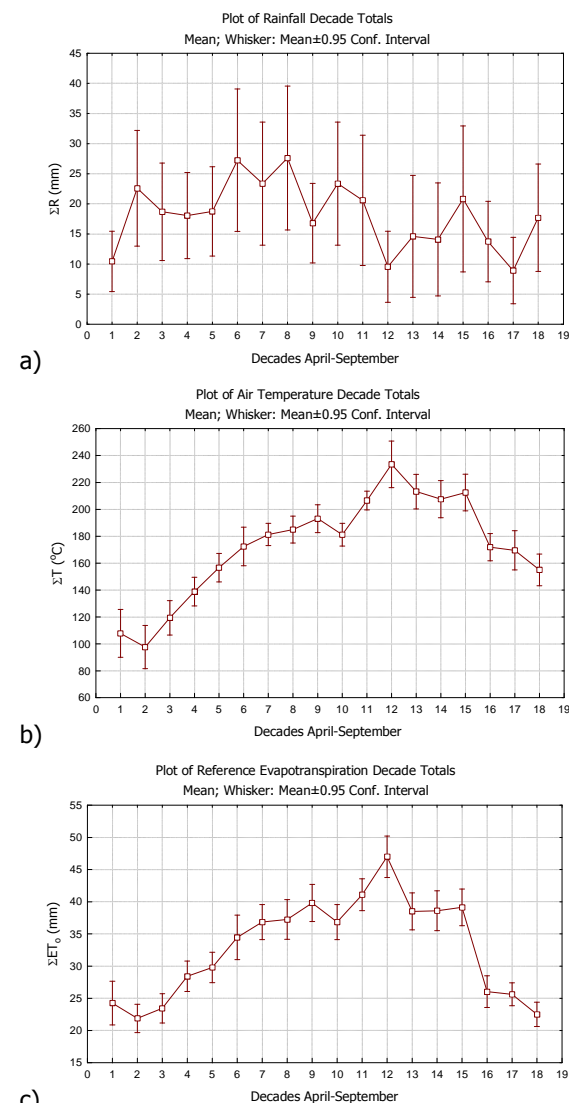 Plot of Rainfall Decade Totals
Mean; Whisker: Mean±0.95 Conf. Interval
45
40
35
30
25
20
15
10
5
0
ΣR (mm)
0 1 2 3 4 5 6 7 8 9 10 11 12 13 14 15 16 17 18 19
Decades April-September
a)
Plot of Air Temperature Decade Totals
Mean; Whisker: Mean±0.95 Conf. Interval
260
240
220
200
180
160
140
120
100
80
60
ΣT (°C)
0 1 2 3 4 5 6 7 8 9 10 11 12 13 14 15 16 17 18 19
Decades April-September
b)
Plot of Reference Evapotranspiration Decade Totals
Mean; Whisker: Mean±0.95 Conf. Interval
55
50
45
40
35
30
25
20
15
ΣETo (mm)
0 1 2 3 4 5 6 7 8 9 10 11 12 13 14 15 16 17 18 19
Decades April-September
c)